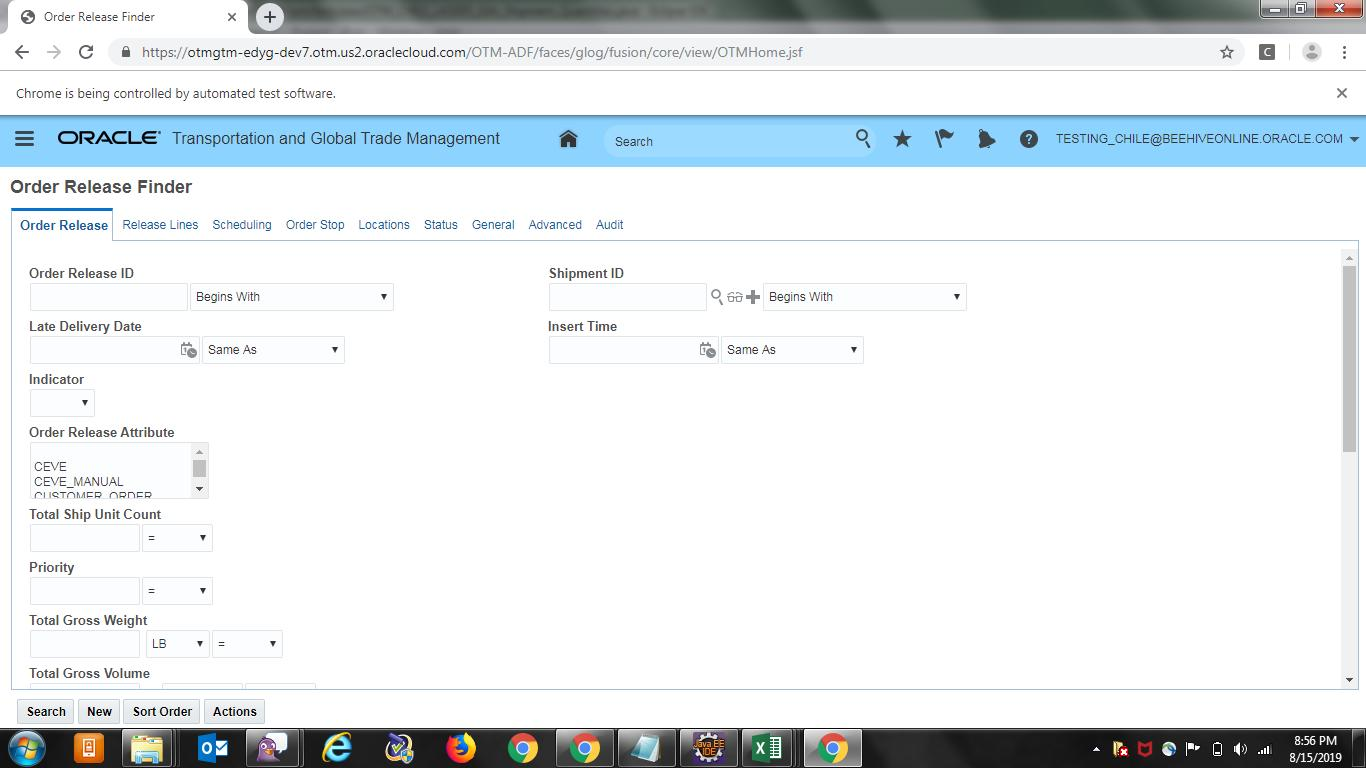 Order Release Finder
https://otmgtm-edyg-dev7.otm.us2.oraclecloud.com/OTM-ADF/faces/glog/fusion/core/view/OTMHome.jsf
Chrome is being controlled by automated test software.
ORACLE Transportation and Global Trade Management Search TESTING_CHILE@BEEHIVEONLINE.ORACLE.COM
Order Release Finder
Order Release Release Lines Scheduling Order Stop Locations Status General Advanced Audit
Order Release ID Shipment ID
Begins With Begins With
Late Delivery Date Insert Time
Same As Same As
Indicator
Order Release Attribute
CEVE
CEVE_MANUAL
CUSTOMER_ORDER
Total Ship Unit Count
=
Priority
=
Total Gross Weight
LB =
Total Gross Volume
Search New Sort Order Actions
Java EE
IDE
8:56 PM
8/15/2019